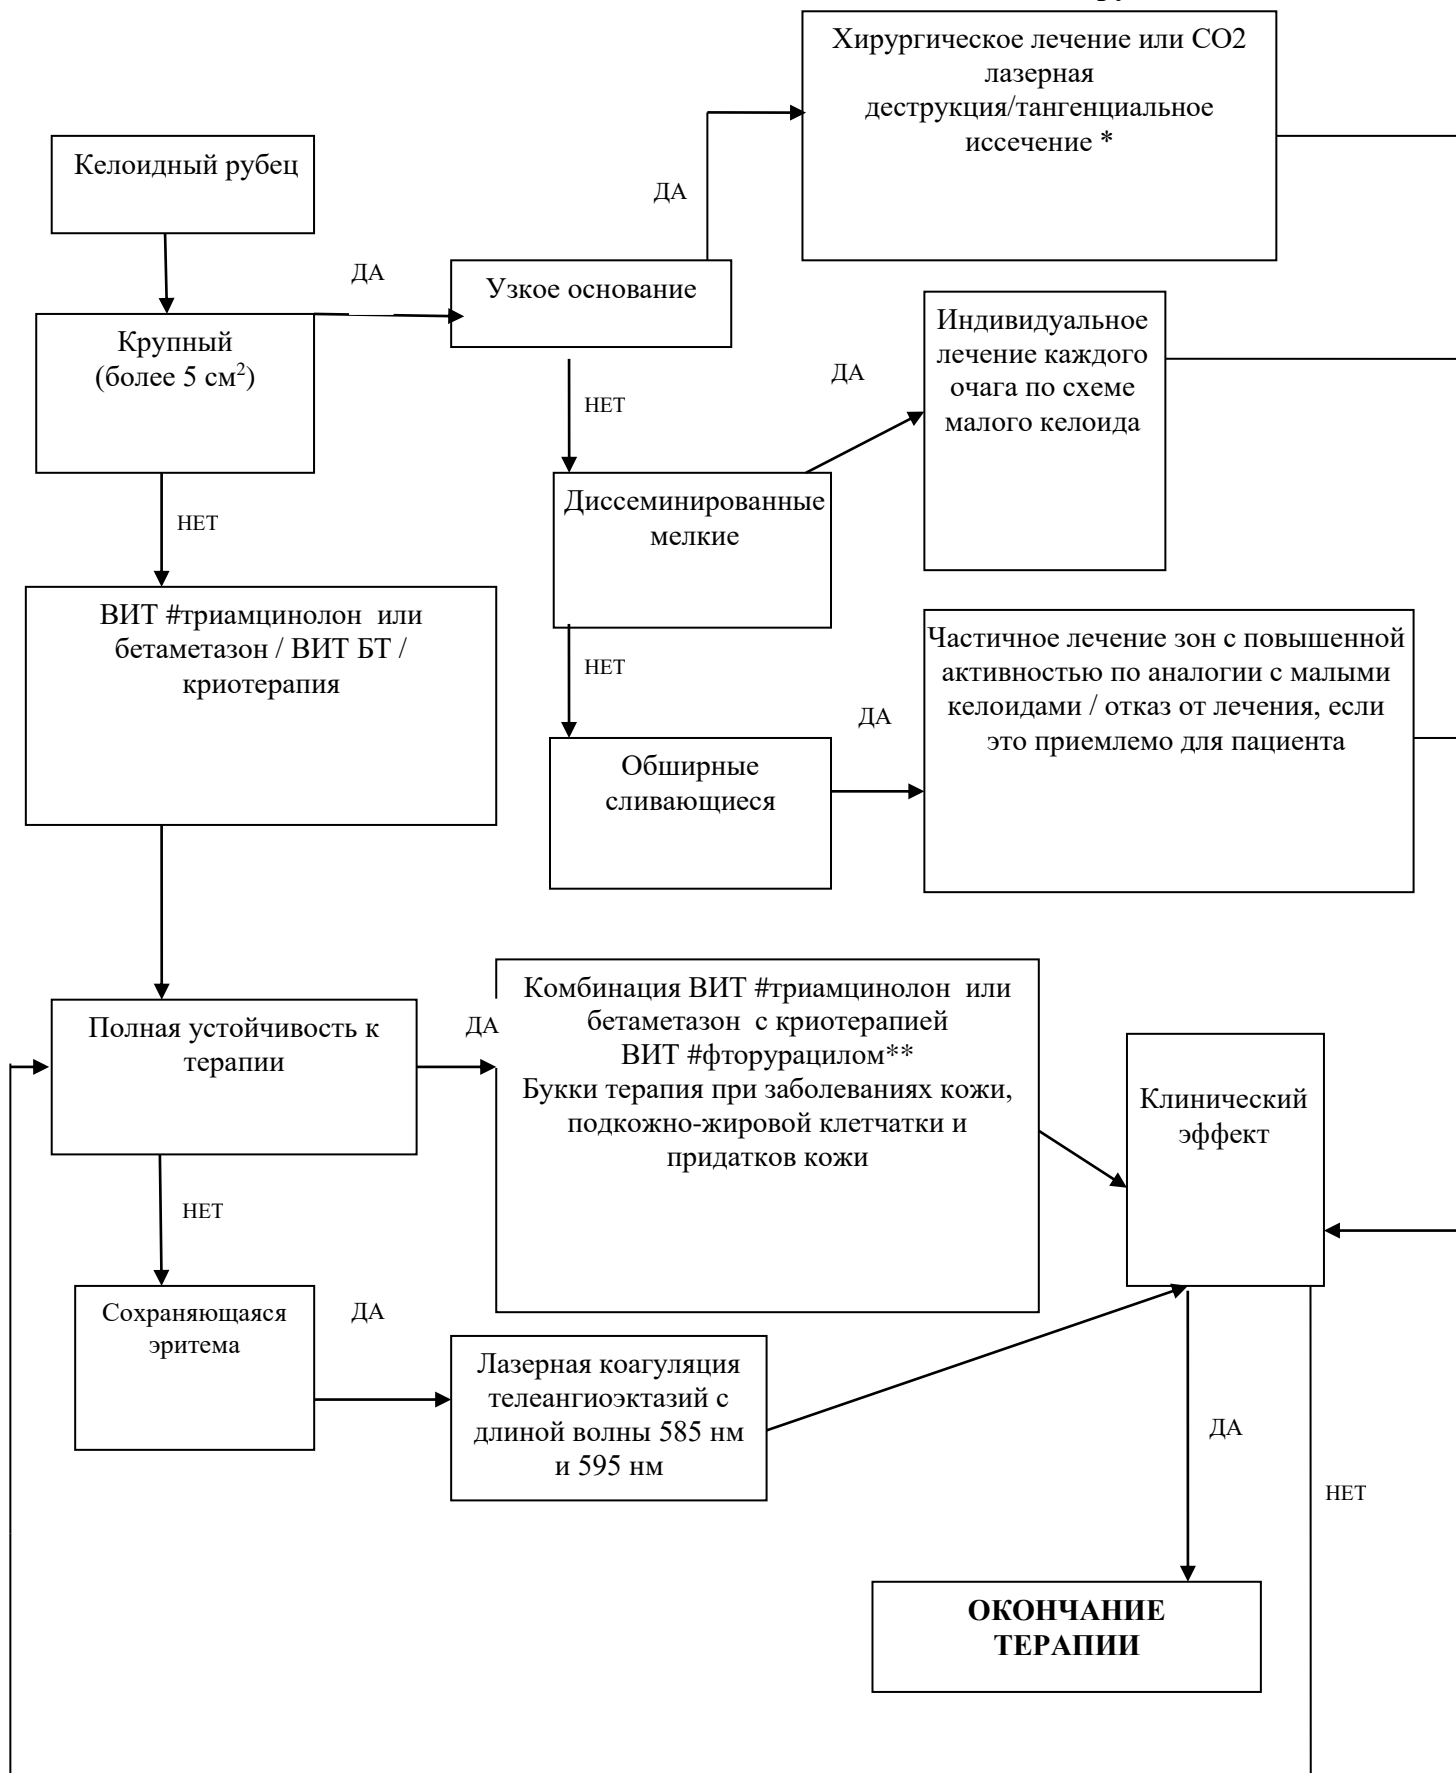 Хирургическое лечение или СО2
лазерная
деструкция/тангенциальное
иссечение *
Келоидный рубец
ДА
ДА
Узкое основание
Крупный
(более 5 см²)
Индивидуальное
лечение каждого
очага по схеме
малого келоида
ДА
НЕТ
НЕТ
Диссеминированные
мелкие
ВИТ #триамцинолон или
бетаметазон / ВИТ БТ /
криотерапия
НЕТ
Частичное лечение зон с повышенной
активностью по аналогии с малыми
келоидами / отказ от лечения, если
это приемлемо для пациента
ДА
Обширные
сливающиеся
Полная устойчивость к
терапии
ДА
Комбинация ВИТ #триамцинолон или
бетаметазон с криотерапией
ВИТ #фторурацилом**
Букки терапия при заболеваниях кожи,
подкожно-жировой клетчатки и
придатков кожи
Клинический
эффект
НЕТ
Сохраняющаяся
эритема
ДА
Лазерная коагуляция
телеангиоэктазий с
длиной волны 585 нм
и 595 нм
ДА
НЕТ
ОКОНЧАНИЕ
ТЕРАПИИ